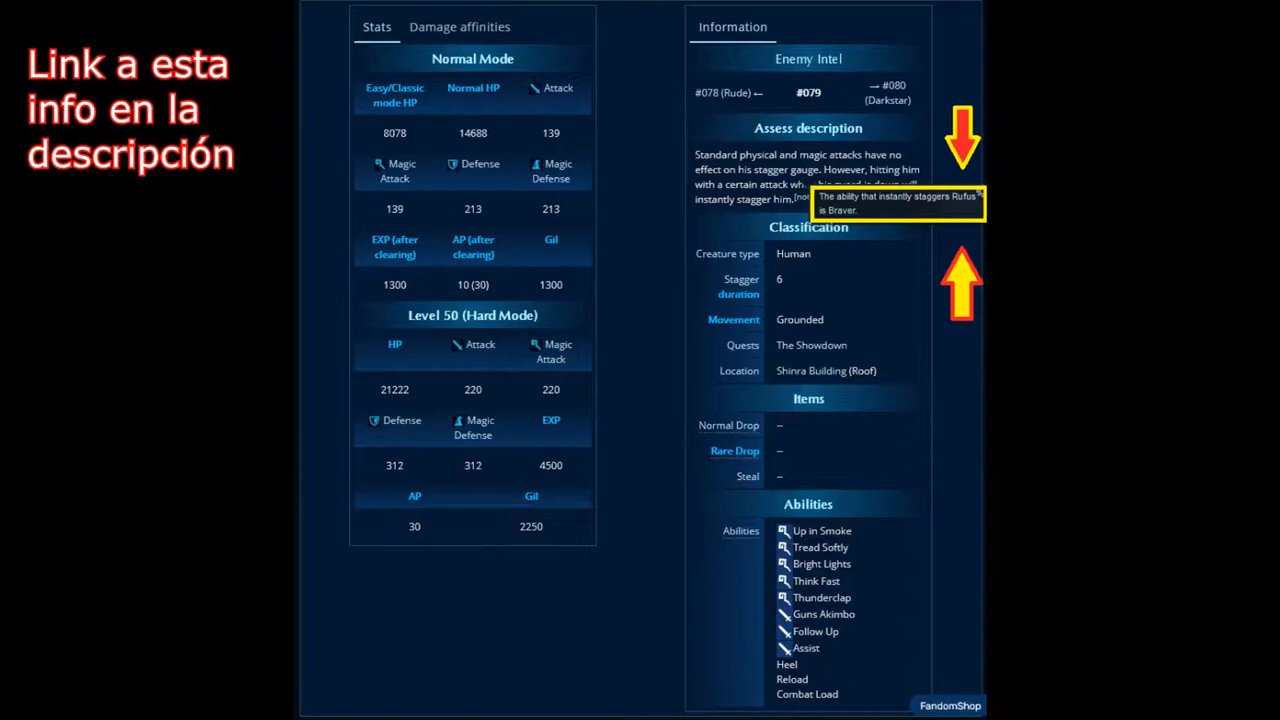 Link a esta
info en la
descripción
Stats Damage affinities
Normal Mode
Easy/Classic
mode HP
Normal HP
Attack
8078 14688 139
Magic
Attack
Defense
Magic
Defense
139 213 213
EXP (after
clearing)
AP (after
clearing)
Gil
1300 10 (30) 1300
Level 50 (Hard Mode)
HP
Attack
Magic
Attack
21222 220 220
Defense
Magic
Defense
EXP
312 312 4500
AP Gil
30 2250
Information
Enemy Intel
#078 (Rude) ← #079
→ #080
(Darkstar)
Assess description
Standard physical and magic attacks have no
effect on his stagger gauge. However, hitting him
with a certain attack
instantly stagger him.
The ability that instantly staggers Rufus
is Braver.
Classification
Creature type Human
Stagger
duration
6
Movement Grounded
Quests The Showdown
Location Shinra Building (Roof)
Items
Normal Drop --
Rare Drop --
Steal --
Abilities
Abilities
Up in Smoke
Tread Softly
Bright Lights
Think Fast
Thunderclap
Guns Akimbo
Follow Up
Assist
Heel
Reload
Combat Load
FandomShop